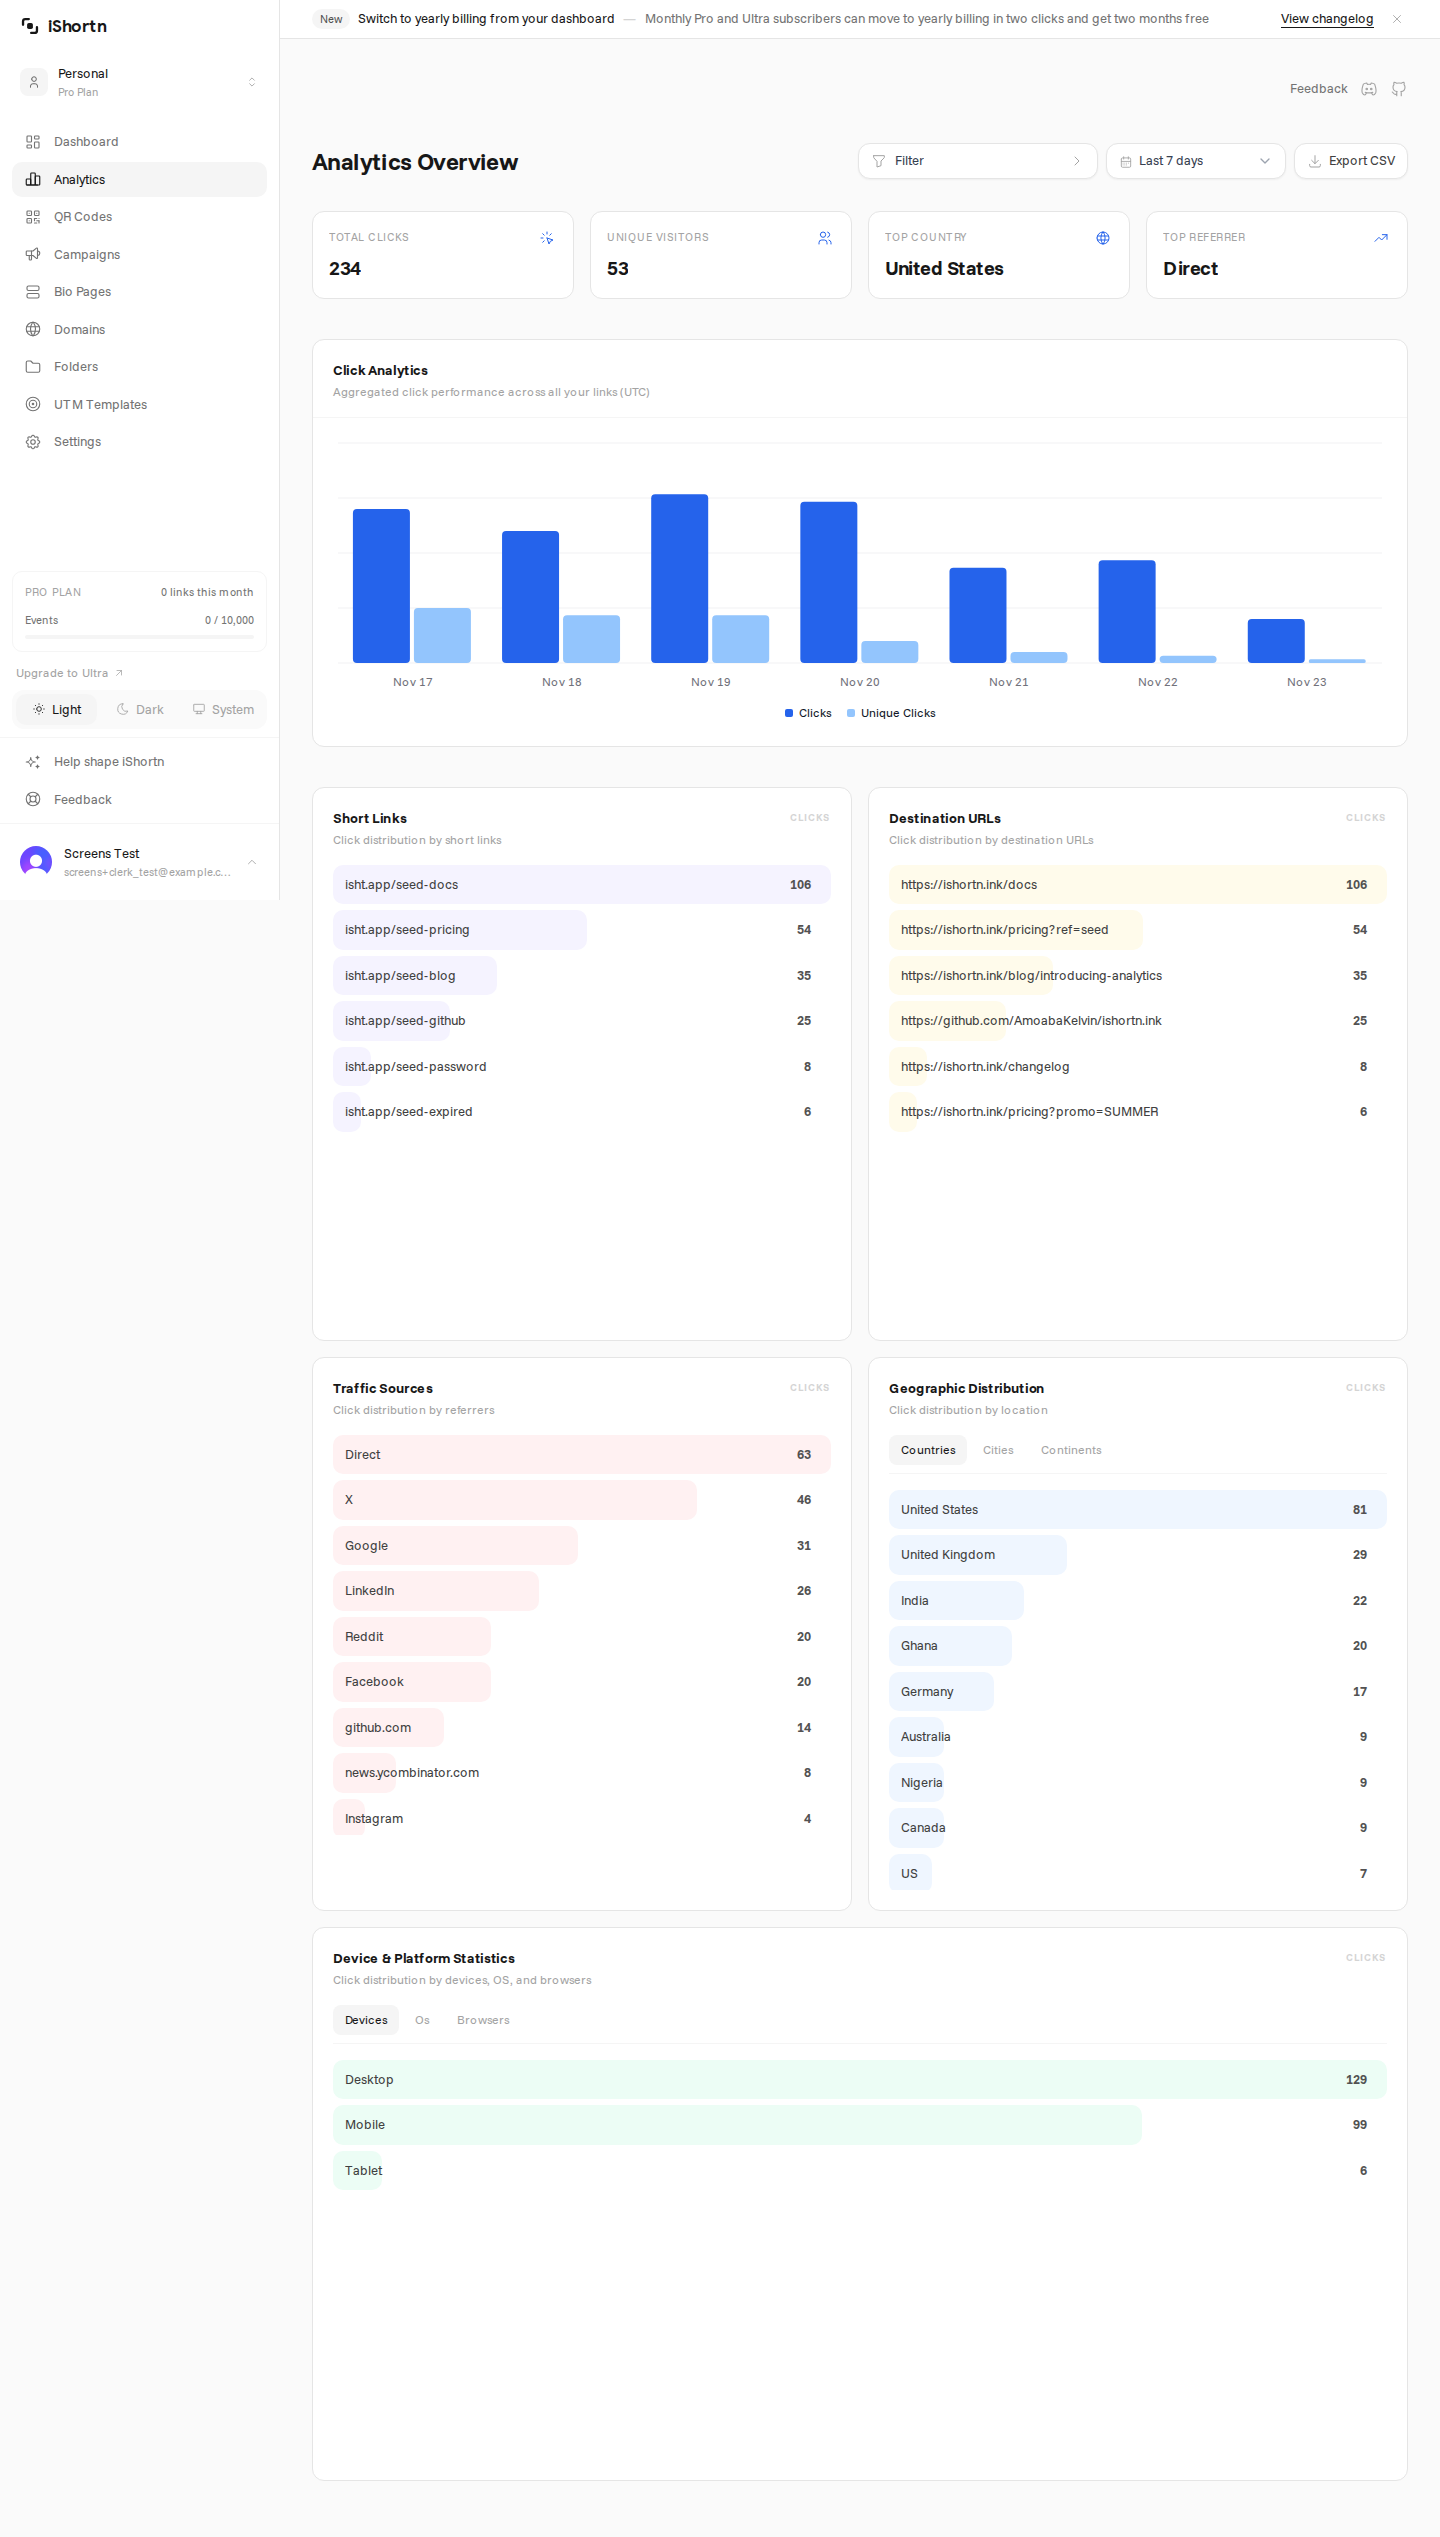 iShortn
Personal
Pro Plan
Dashboard
Analytics
QR Codes
Campaigns
Bio Pages
Domains
Folders
UTM Templates
Settings
PRO PLAN 0 links this month
Events 0 / 10,000
Upgrade to Ultra
Light Dark System
Help shape iShortn
Feedback
Screens Test
screens+clerk_test@example.c...
New Switch to yearly billing from your dashboard — Monthly Pro and Ultra subscribers can move to yearly billing in two clicks and get two months free View changelog
Feedback
Analytics Overview
Filter Last 7 days Export CSV
TOTAL CLICKS
234
UNIQUE VISITORS
53
TOP COUNTRY
United States
TOP REFERRER
Direct
Click Analytics
Aggregated click performance across all your links (UTC)
Nov 17 Nov 18 Nov 19 Nov 20 Nov 21 Nov 22 Nov 23
Clicks Unique Clicks
Short Links CLICKS
Click distribution by short links
isht.app/seed-docs 106
isht.app/seed-pricing 54
isht.app/seed-blog 35
isht.app/seed-github 25
isht.app/seed-password 8
isht.app/seed-expired 6
Destination URLs CLICKS
Click distribution by destination URLs
https://ishortn.ink/docs 106
https://ishortn.ink/pricing?ref=seed 54
https://ishortn.ink/blog/introducing-analytics 35
https://github.com/AmoabaKelvin/ishortn.ink 25
https://ishortn.ink/changelog 8
https://ishortn.ink/pricing?promo=SUMMER 6
Traffic Sources CLICKS
Click distribution by referrers
Direct 63
X 46
Google 31
LinkedIn 26
Reddit 20
Facebook 20
github.com 14
news.ycombinator.com 8
Instagram 4
Geographic Distribution CLICKS
Click distribution by location
Countries Cities Continents
United States 81
United Kingdom 29
India 22
Ghana 20
Germany 17
Australia 9
Nigeria 9
Canada 9
US 7
Device & Platform Statistics CLICKS
Click distribution by devices, OS, and browsers
Devices Os Browsers
Desktop 129
Mobile 99
Tablet 6